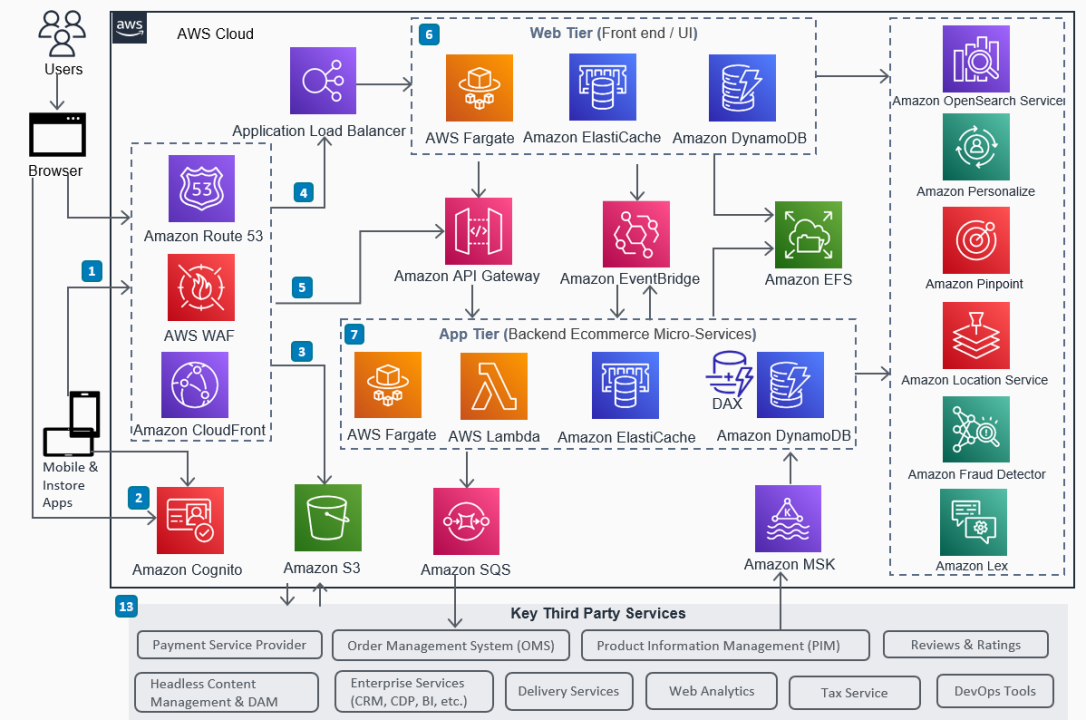 Users
aws
AWS Cloud
Browser
Application Load Balancer
6
Web Tier (Front end / UI)
AWS Fargate
Amazon ElastiCache
Amazon DynamoDB
Amazon OpenSearch Service
Amazon Personalize
Amazon Pinpoint
Amazon Location Service
Amazon Fraud Detector
Amazon Lex
53
Amazon Route 53
AWS WAF
Amazon CloudFront
1
4
5
3
Amazon API Gateway
Amazon EventBridge
Amazon EFS
7
App Tier (Backend Ecommerce Micro-Services)
AWS Fargate
AWS Lambda
Amazon ElastiCache
DAX
Amazon DynamoDB
Mobile &
Instore
Apps
2
Amazon Cognito
Amazon S3
Amazon SQS
K
Amazon MSK
13
Key Third Party Services
Payment Service Provider
Order Management System (OMS)
Product Information Management (PIM)
Reviews & Ratings
Headless Content
Management & DAM
Enterprise Services
(CRM, CDP, BI, etc.)
Delivery Services
Web Analytics
Tax Service
DevOps Tools